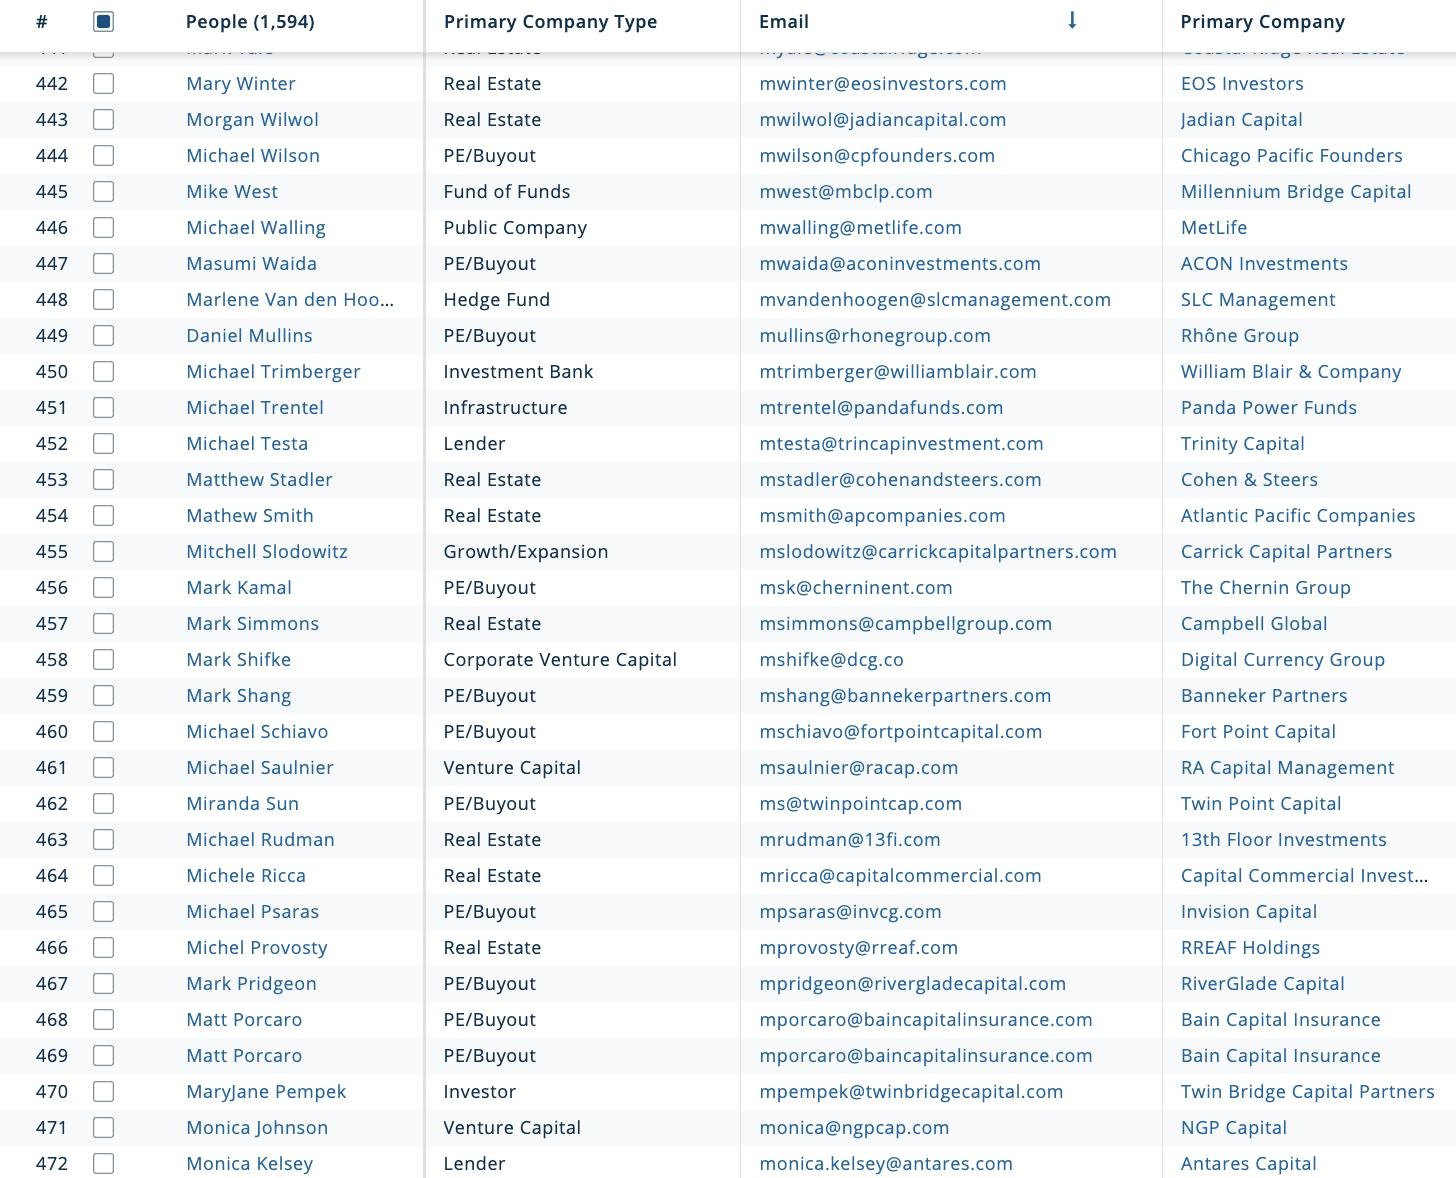 # People (1,594) Primary Company Type Email ↓ Primary Company
442 Mary Winter Real Estate mwinter@eosinvestors.com EOS Investors
443 Morgan Wilwol Real Estate mwilwol@jadiancapital.com Jadian Capital
444 Michael Wilson PE/Buyout mwilson@cpfounders.com Chicago Pacific Founders
445 Mike West Fund of Funds mwest@mbclp.com Millennium Bridge Capital
446 Michael Walling Public Company mwalling@metlife.com MetLife
447 Masumi Waida PE/Buyout mwaida@aconinvestments.com ACON Investments
448 Marlene Van den Hoo... Hedge Fund mvandenhoogen@slcmanagement.com SLC Management
449 Daniel Mullins PE/Buyout mullins@rhonegroup.com Rhône Group
450 Michael Trimberger Investment Bank mtrimberger@williamblair.com William Blair & Company
451 Michael Trentel Infrastructure mtrentel@pandafunds.com Panda Power Funds
452 Michael Testa Lender mtesta@trincapinvestment.com Trinity Capital
453 Matthew Stadler Real Estate mstadler@cohenandsteers.com Cohen & Steers
454 Mathew Smith Real Estate msmith@apcompanies.com Atlantic Pacific Companies
455 Mitchell Slodowitz Growth/Expansion mslodowitz@carrickcapitalpartners.com Carrick Capital Partners
456 Mark Kamal PE/Buyout msk@cherninent.com The Chernin Group
457 Mark Simmons Real Estate msimmons@campbellgroup.com Campbell Global
458 Mark Shifke Corporate Venture Capital mshifke@dcg.co Digital Currency Group
459 Mark Shang PE/Buyout mshang@bannekerpartners.com Banneker Partners
460 Michael Schiavo PE/Buyout mschiavo@fortpointcapital.com Fort Point Capital
461 Michael Saulnier Venture Capital msaulnier@racap.com RA Capital Management
462 Miranda Sun PE/Buyout ms@twinpointcap.com Twin Point Capital
463 Michael Rudman Real Estate mrudman@13fi.com 13th Floor Investments
464 Michele Ricca Real Estate mricca@capitalcommercial.com Capital Commercial Invest...
465 Michael Psaras PE/Buyout mpsaras@invcg.com Invision Capital
466 Michel Provosty Real Estate mprovosty@rreaf.com RREAF Holdings
467 Mark Pridgeon PE/Buyout mpridgeon@rivergladecapital.com RiverGlade Capital
468 Matt Porcaro PE/Buyout mporcaro@baincapitalinsurance.com Bain Capital Insurance
469 Matt Porcaro PE/Buyout mporcaro@baincapitalinsurance.com Bain Capital Insurance
470 MaryJane Pempek Investor mpempek@twinbridgecapital.com Twin Bridge Capital Partners
471 Monica Johnson Venture Capital monica@ngpcap.com NGP Capital
472 Monica Kelsey Lender monica.kelsey@antares.com Antares Capital